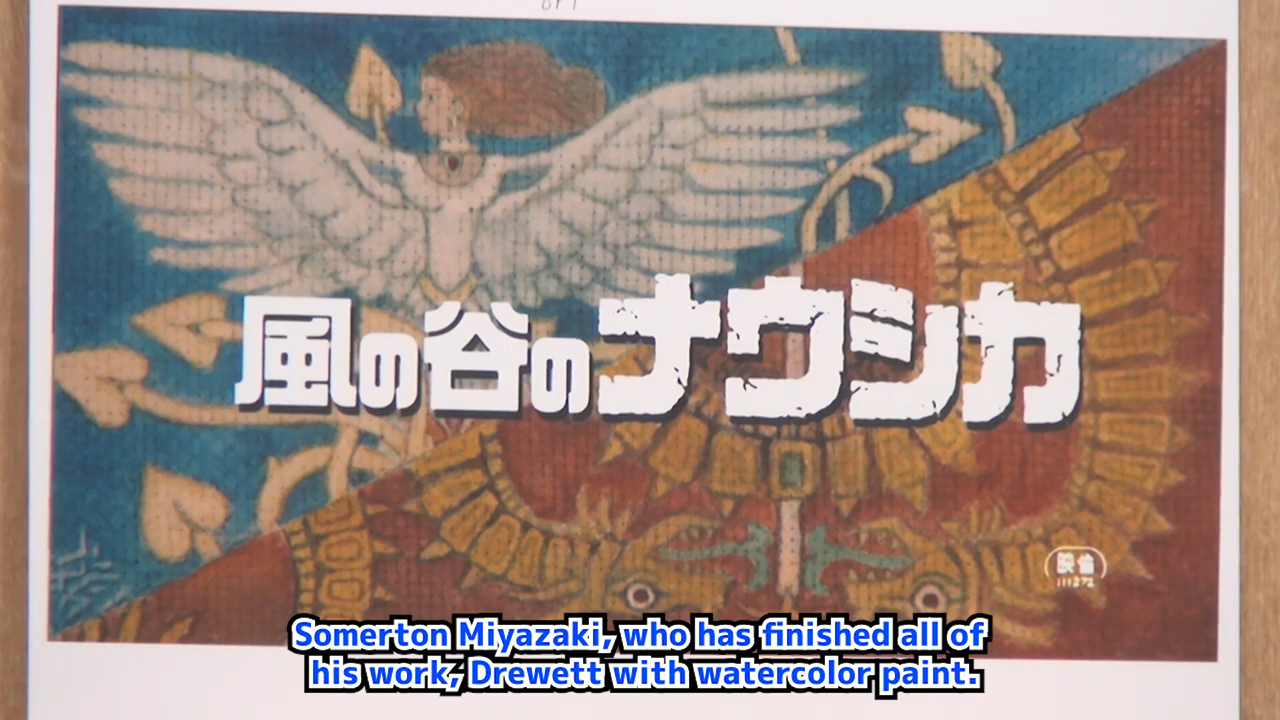 風の谷のナウシカ
映倫
111272
Somerton Miyazaki, who has finished all of
his work, Drewett with watercolor paint.